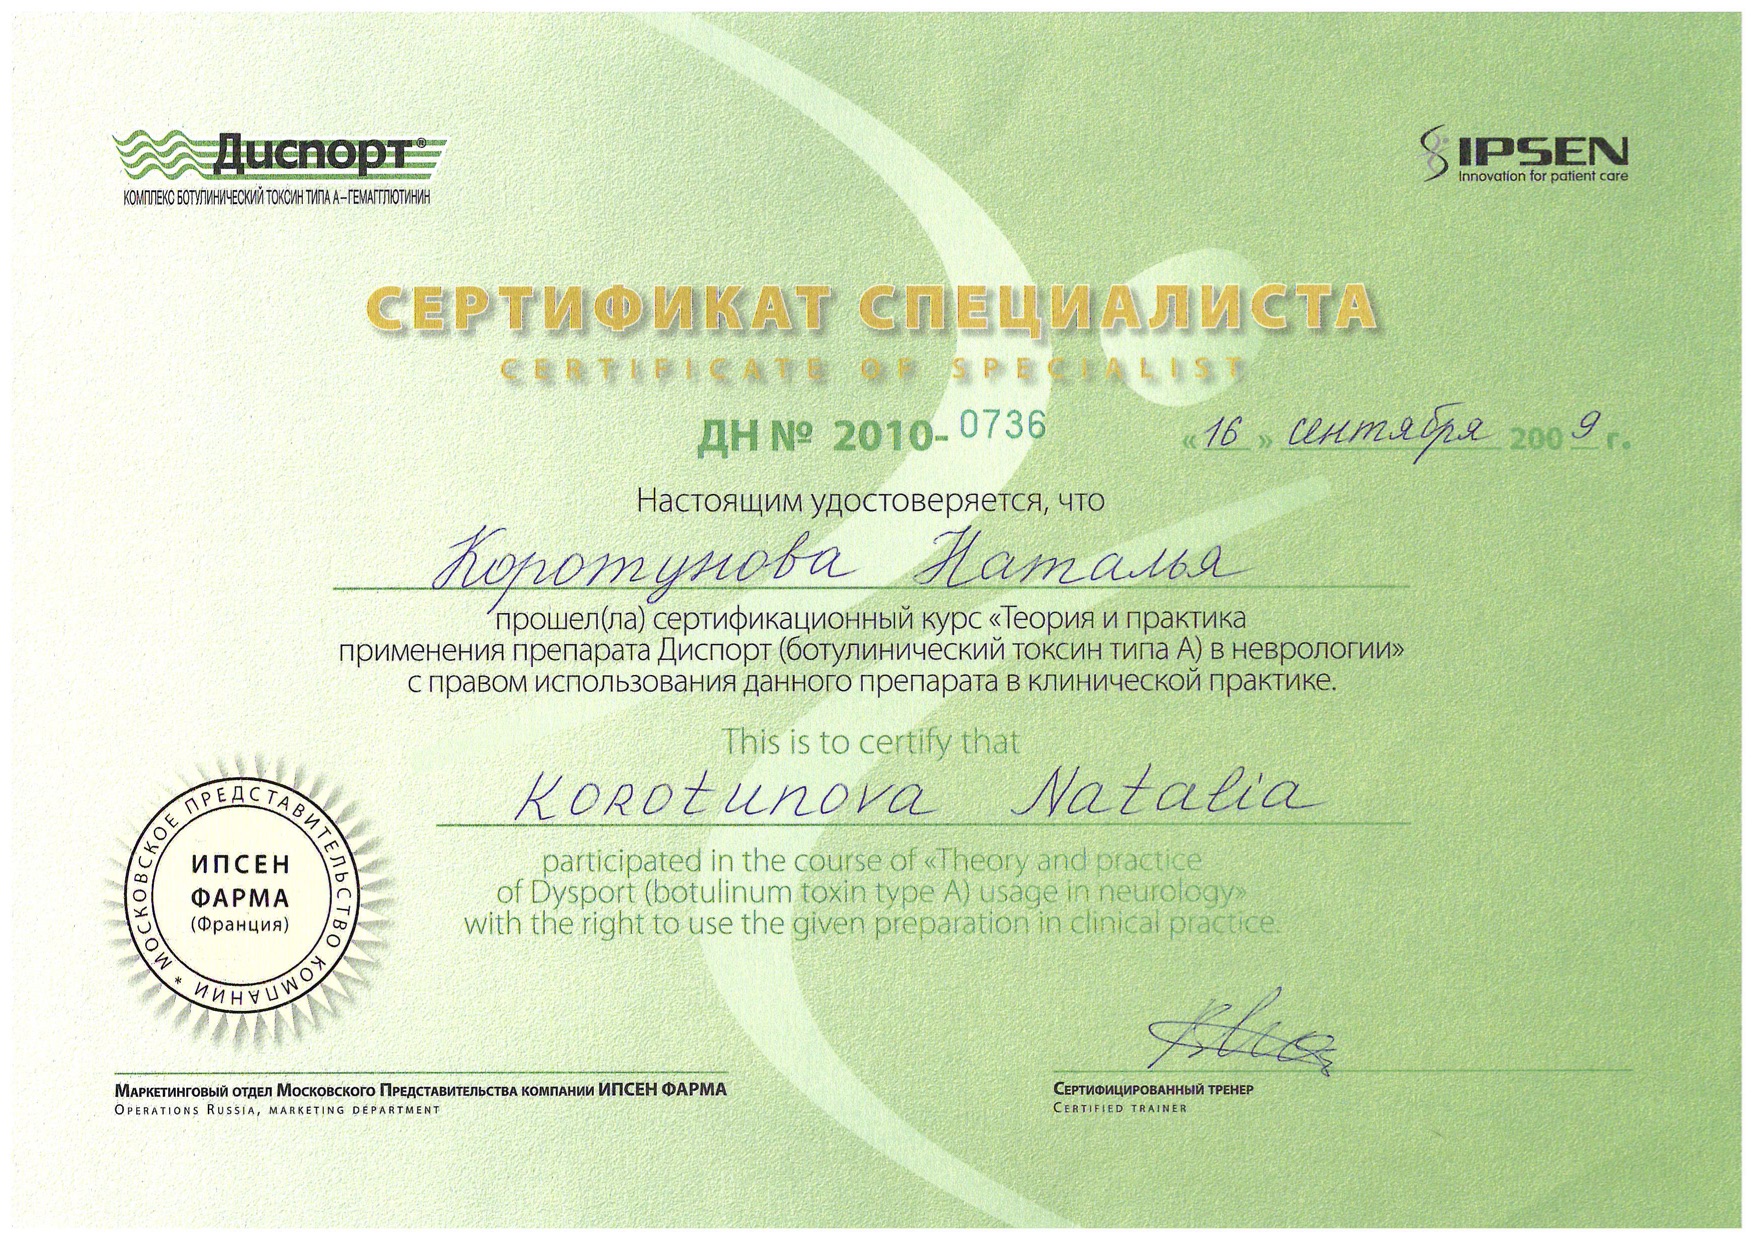 Диспорт®
КОМПЛЕКС БОТУЛИНИЧЕСКИЙ ТОКСИН ТИПА А–ГЕМАГГЛЮТИНИН
IPSEN
Innovation for patient care
СЕРТИФИКАТ СПЕЦИАЛИСТА
CERTIFICATE OF SPECIALIST
ДН № 2010- 0736
«16» сентября 2009 г.
Настоящим удостоверяется, что
Коротунова Наталья
прошел(ла) сертификационный курс «Теория и практика
применения препарата Диспорт (ботулинический токсин типа А) в неврологии»
с правом использования данного препарата в клинической практике.
This is to certify that
Korotunova Natalia
participated in the course of «Theory and practice
of Dysport (botulinum toxin type A) usage in neurology»
with the right to use the given preparation in clinical practice.
* МОСКОВСКОЕ ПРЕДСТАВИТЕЛЬСТВО КОМПАНИИ
ИПСЕН
ФАРМА
(Франция)
Маркетинговый отдел Московского Представительства компании ИПСЕН ФАРМА
Operations Russia, marketing department
Сертифицированный тренер
Certified trainer